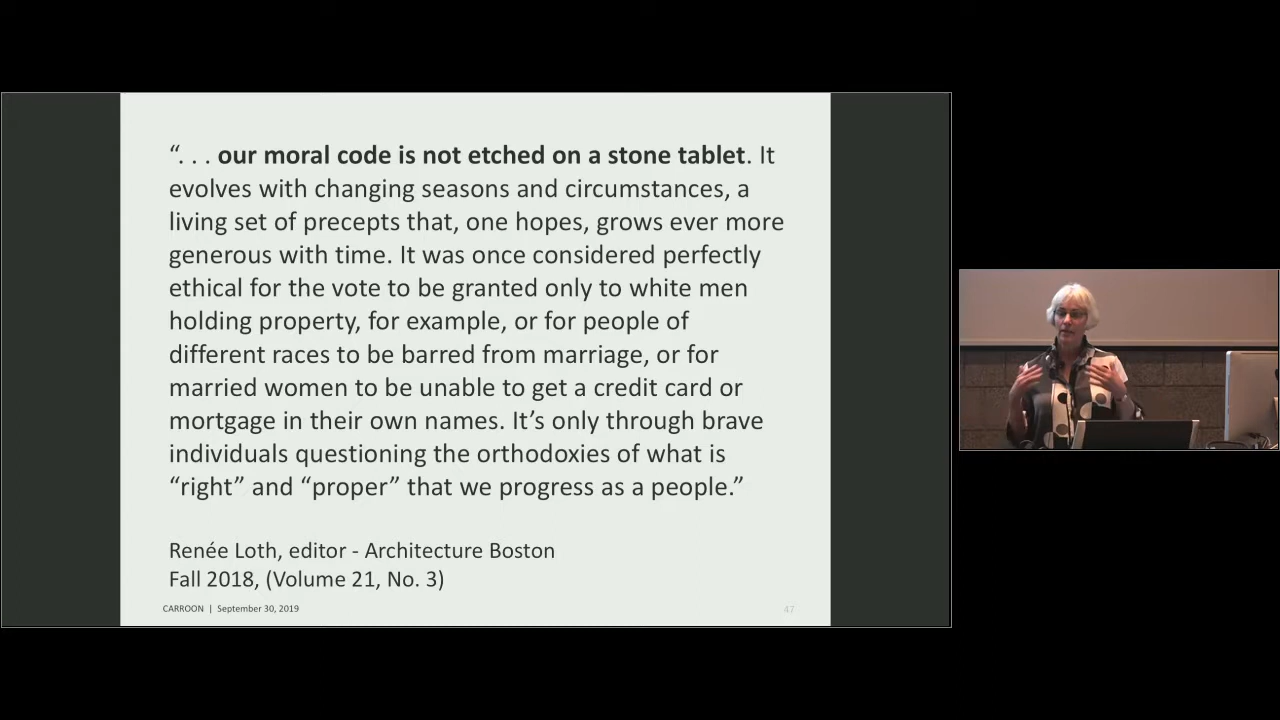 “. . . our moral code is not etched on a stone tablet. It
evolves with changing seasons and circumstances, a
living set of precepts that, one hopes, grows ever more
generous with time. It was once considered perfectly
ethical for the vote to be granted only to white men
holding property, for example, or for people of
different races to be barred from marriage, or for
married women to be unable to get a credit card or
mortgage in their own names. It’s only through brave
individuals questioning the orthodoxies of what is
“right” and “proper” that we progress as a people.”
Renée Loth, editor - Architecture Boston
Fall 2018, (Volume 21, No. 3)
CARROON | September 30, 2019
47